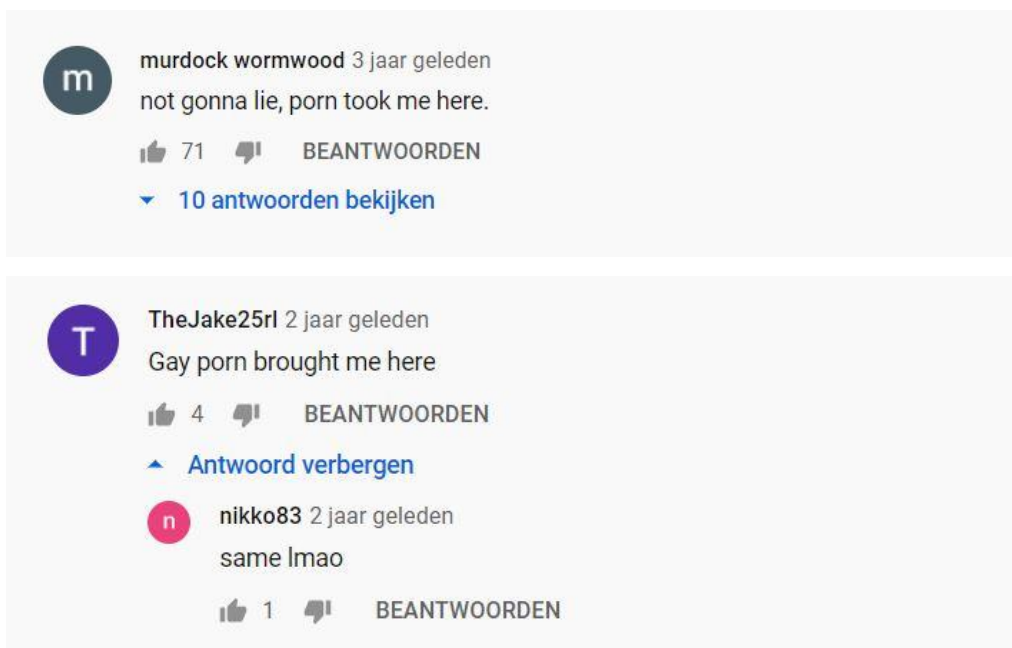 m
murdock wormwood 3 jaar geleden
not gonna lie, porn took me here.
71 BEANTWOORDEN
10 antwoorden bekijken
T
TheJake25rl 2 jaar geleden
Gay porn brought me here
4 BEANTWOORDEN
Antwoord verbergen
n
nikko83 2 jaar geleden
same lmao
1 BEANTWOORDEN